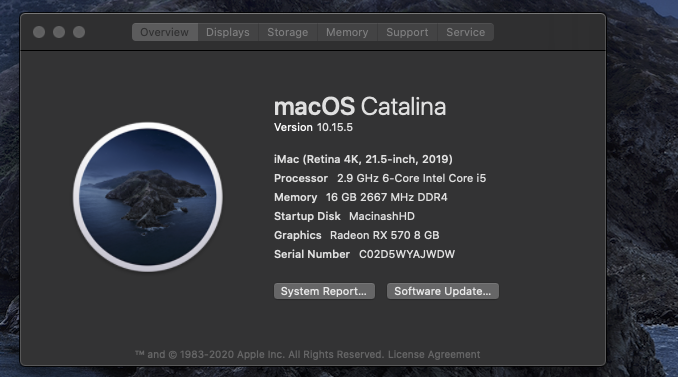 Overview Displays Storage Memory Support Service
macOS Catalina
Version 10.15.5
iMac (Retina 4K, 21.5-inch, 2019)
Processor 2.9 GHz 6-Core Intel Core i5
Memory 16 GB 2667 MHz DDR4
Startup Disk MacinashHD
Graphics Radeon RX 570 8 GB
Serial Number C02D5WYAJWDW
System Report... Software Update...
™ and © 1983-2020 Apple Inc. All Rights Reserved. License Agreement